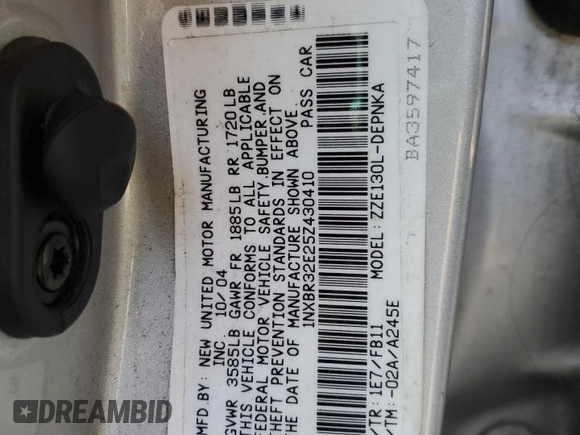 MFD BY: NEW UNITED MOTOR MANUFACTURING
INC 10/04
GVWR 3585LB GAWR FR 1885LB RR 1720LB
THIS VEHICLE CONFORMS TO ALL APPLICABLE
FEDERAL MOTOR VEHICLE SAFETY,BUMPER,AND
THEFT PREVENTION STANDARDS IN EFFECT ON
THE DATE OF MANUFACTURE SHOWN ABOVE.
1NXBR32E25Z430410 PASS CAR
/TR:1E7/FB11 MODEL:ZZE130L-DEPNKA
/TM:-02A/A245E
BA3597417
DIRECT.CARS